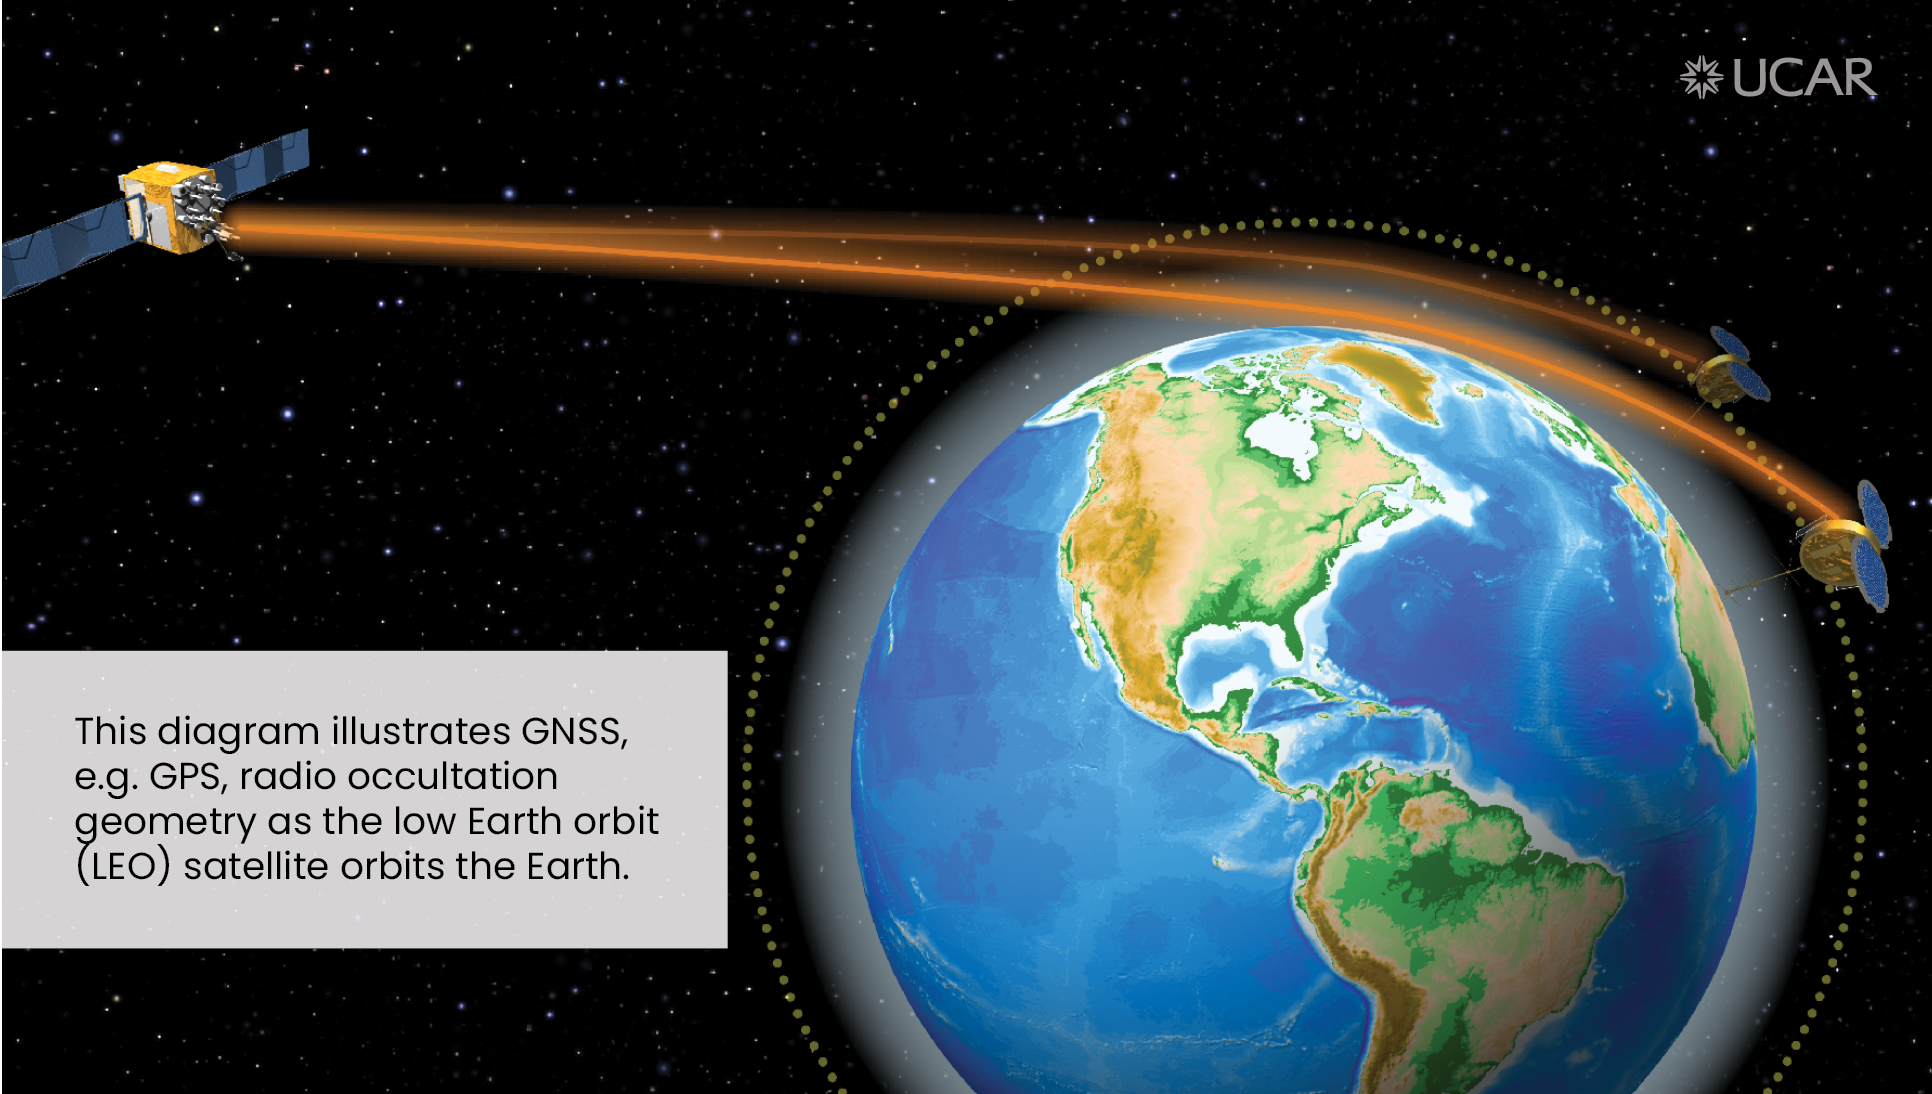 UCAR
This diagram illustrates GNSS,
e.g. GPS, radio occultation
geometry as the low Earth orbit
(LEO) satellite orbits the Earth.